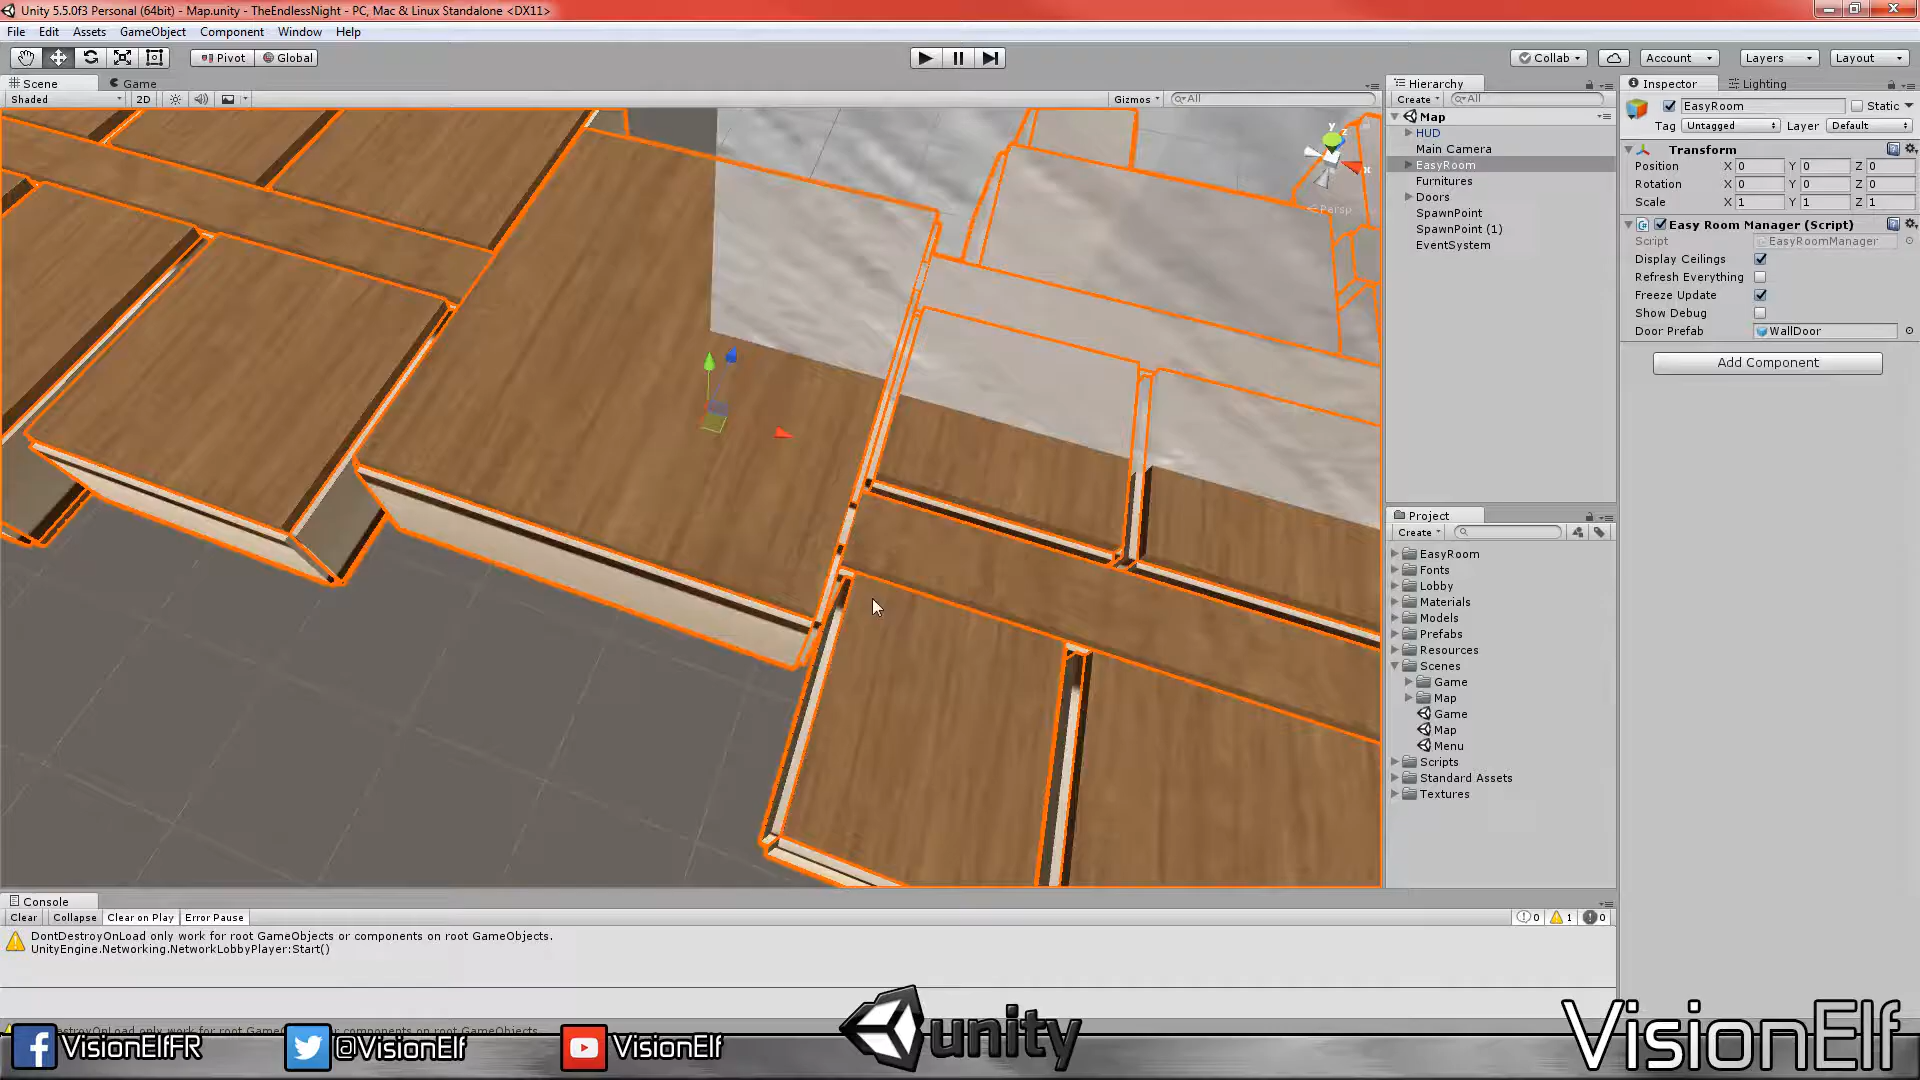 Unity 5.5.0f3 Personal (64bit) - Map.unity - TheEndlessNight - PC, Mac & Linux Standalone <DX11>
File Edit Assets GameObject Component Window Help
Pivot Global Collab Account Layers Layout
Scene Game
Shaded 2D Gizmos All
y z x
Persp
Hierarchy
Create All
Map
HUD
Main Camera
EasyRoom
Furnitures
Doors
SpawnPoint
SpawnPoint (1)
EventSystem
Project
Create
EasyRoom
Fonts
Lobby
Materials
Models
Prefabs
Resources
Scenes
Game
Map
Game
Map
Menu
Scripts
Standard Assets
Textures
Inspector Lighting
EasyRoom Static
Tag Untagged Layer Default
Transform
Position X 0 Y 0 Z 0
Rotation X 0 Y 0 Z 0
Scale X 1 Y 1 Z 1
Easy Room Manager (Script)
Script EasyRoomManager
Display Ceilings
Refresh Everything
Freeze Update
Show Debug
Door Prefab WallDoor
Add Component
Console
Clear Collapse Clear on Play Error Pause 0 1 0
DontDestroyOnLoad only work for root GameObjects or components on root GameObjects.
UnityEngine.Networking.NetworkLobbyPlayer:Start()
VisionElfFR @VisionElf VisionElf unity VisionElf